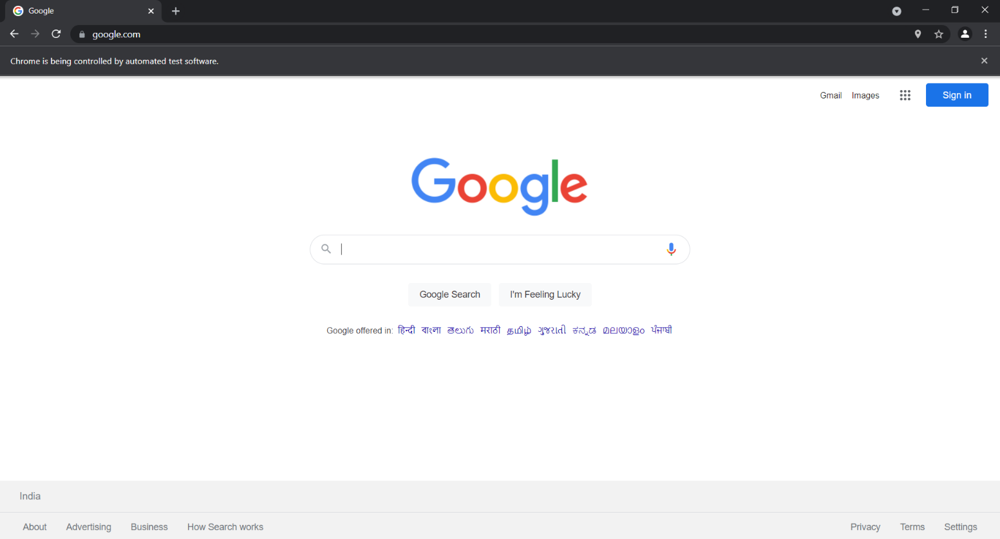 Google
google.com
Chrome is being controlled by automated test software.
Gmail Images Sign in
Google
Google Search I'm Feeling Lucky
Google offered in: हिन्दी বাংলা తెలుగు मराठी தமிழ் ગુજરાતી ಕನ್ನಡ മലയാളം ਪੰਜਾਬੀ
India
About Advertising Business How Search works Privacy Terms Settings